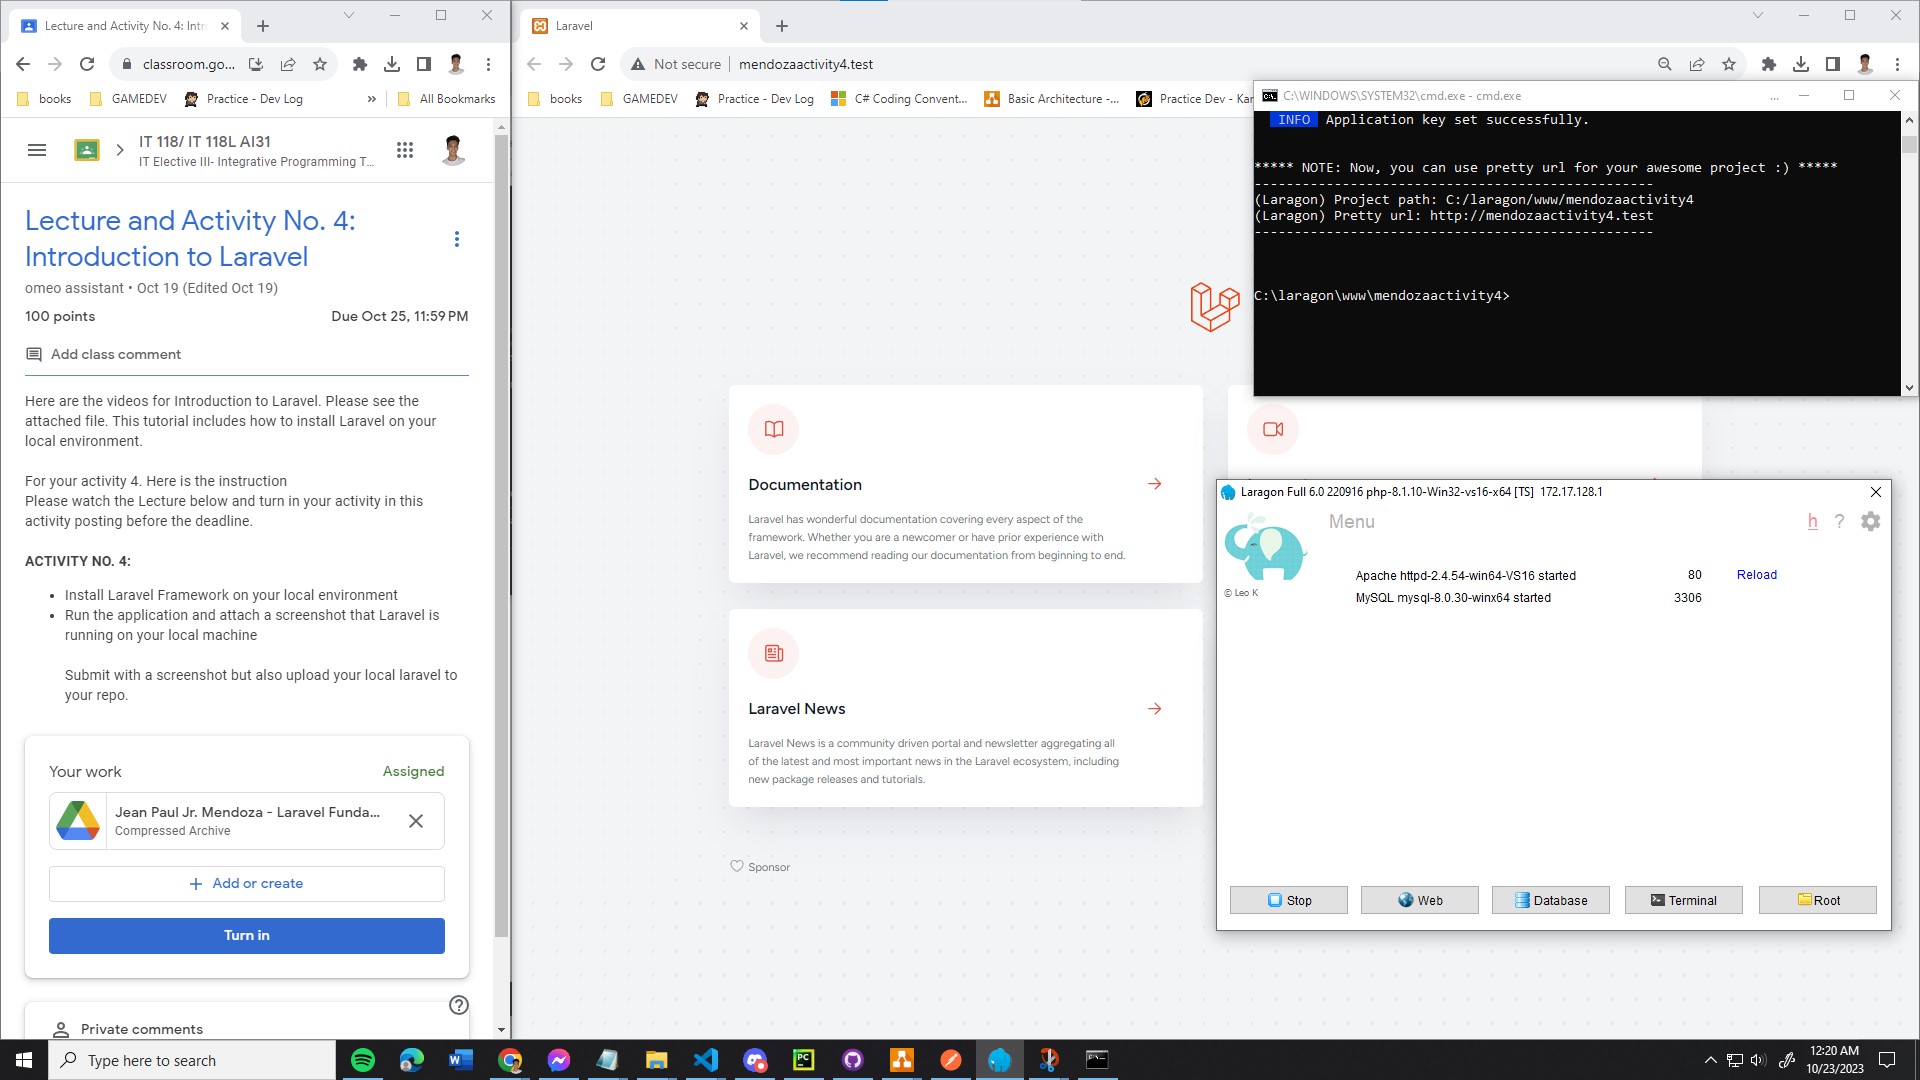 Lecture and Activity No. 4: Intr
classroom.go...
books
GAMEDEV
Practice - Dev Log
»
All Bookmarks
IT 118/ IT 118L AI31
IT Elective III- Integrative Programming T...
Lecture and Activity No. 4:
Introduction to Laravel
omeo assistant • Oct 19 (Edited Oct 19)
100 points
Due Oct 25, 11:59 PM
Add class comment
Here are the videos for Introduction to Laravel. Please see the
attached file. This tutorial includes how to install Laravel on your
local environment.
For your activity 4. Here is the instruction
Please watch the Lecture below and turn in your activity in this
activity posting before the deadline.
ACTIVITY NO. 4:
• Install Laravel Framework on your local environment
• Run the application and attach a screenshot that Laravel is
running on your local machine
Submit with a screenshot but also upload your local laravel to
your repo.
Your work
Assigned
Jean Paul Jr. Mendoza - Laravel Funda...
Compressed Archive
Add or create
Turn in
Private comments
Laravel
Not secure
mendozaactivity4.test
books
GAMEDEV
Practice - Dev Log
C# Coding Convent...
Basic Architecture -...
Practice Dev - Kan
Documentation
Laravel has wonderful documentation covering every aspect of the
framework. Whether you are a newcomer or have prior experience with
Laravel, we recommend reading our documentation from beginning to end.
Laravel News
Laravel News is a community driven portal and newsletter aggregating all
of the latest and most important news in the Laravel ecosystem, including
new package releases and tutorials.
Sponsor
C:\WINDOWS\SYSTEM32\cmd.exe - cmd.exe
...
INFO Application key set successfully.
***** NOTE: Now, you can use pretty url for your awesome project :) *****
--------------------------------------------------
(Laragon) Project path: C:/laragon/www/mendozaactivity4
(Laragon) Pretty url: http://mendozaactivity4.test
--------------------------------------------------
C:\laragon\www\mendozaactivity4>
Laragon Full 6.0 220916 php-8.1.10-Win32-vs16-x64 [TS] 172.17.128.1
Menu
h
?
© Leo K
Apache httpd-2.4.54-win64-VS16 started 80 Reload
MySQL mysql-8.0.30-winx64 started 3306
Stop
Web
Database
Terminal
Root
Type here to search
12:20 AM
10/23/2023